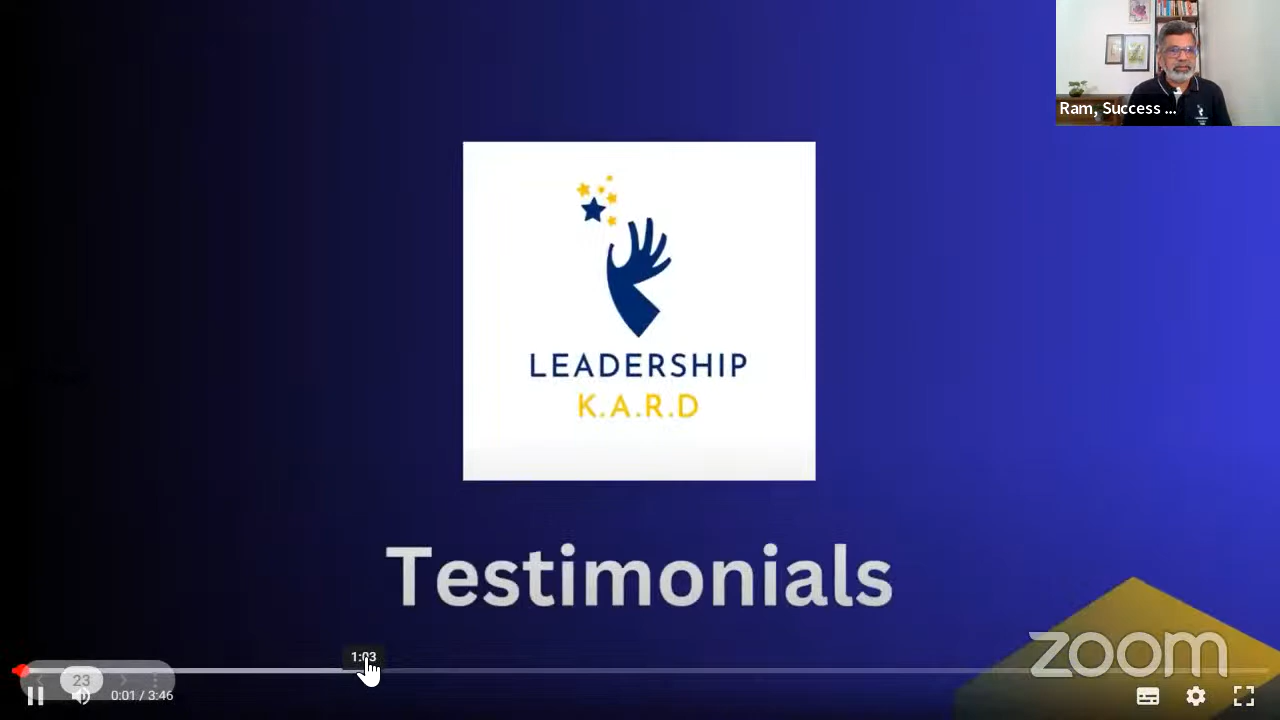 Ram, Success ...
LEADERSHIP
K.A.R.D
Testimonials
zoom
1:03
23
0:01 / 3:46